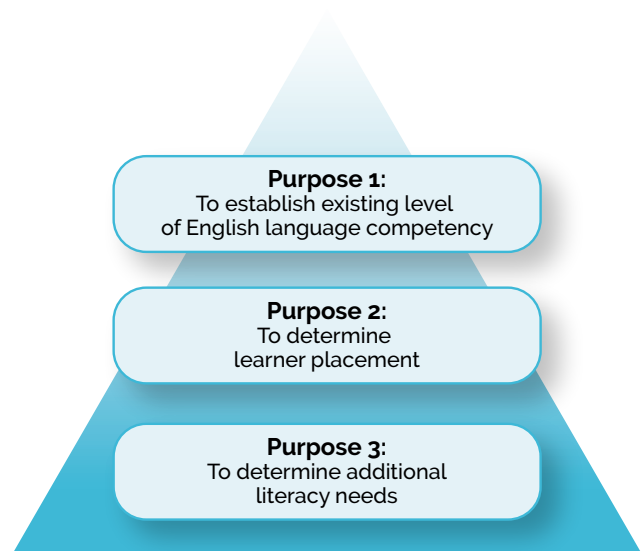 Purpose 1:
To establish existing level
of English language competency
Purpose 2:
To determine
learner placement
Purpose 3:
To determine additional
literacy needs